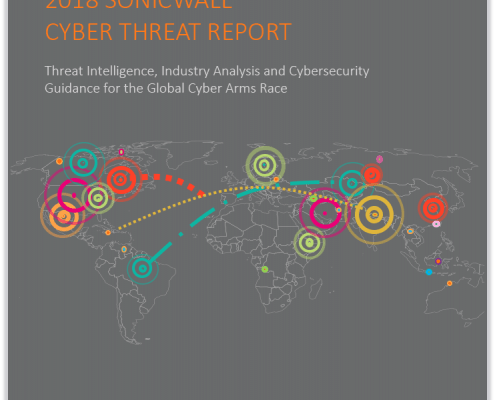 2018 SONICWALL
CYBER THREAT REPORT
Threat Intelligence, Industry Analysis and Cybersecurity
Guidance for the Global Cyber Arms Race